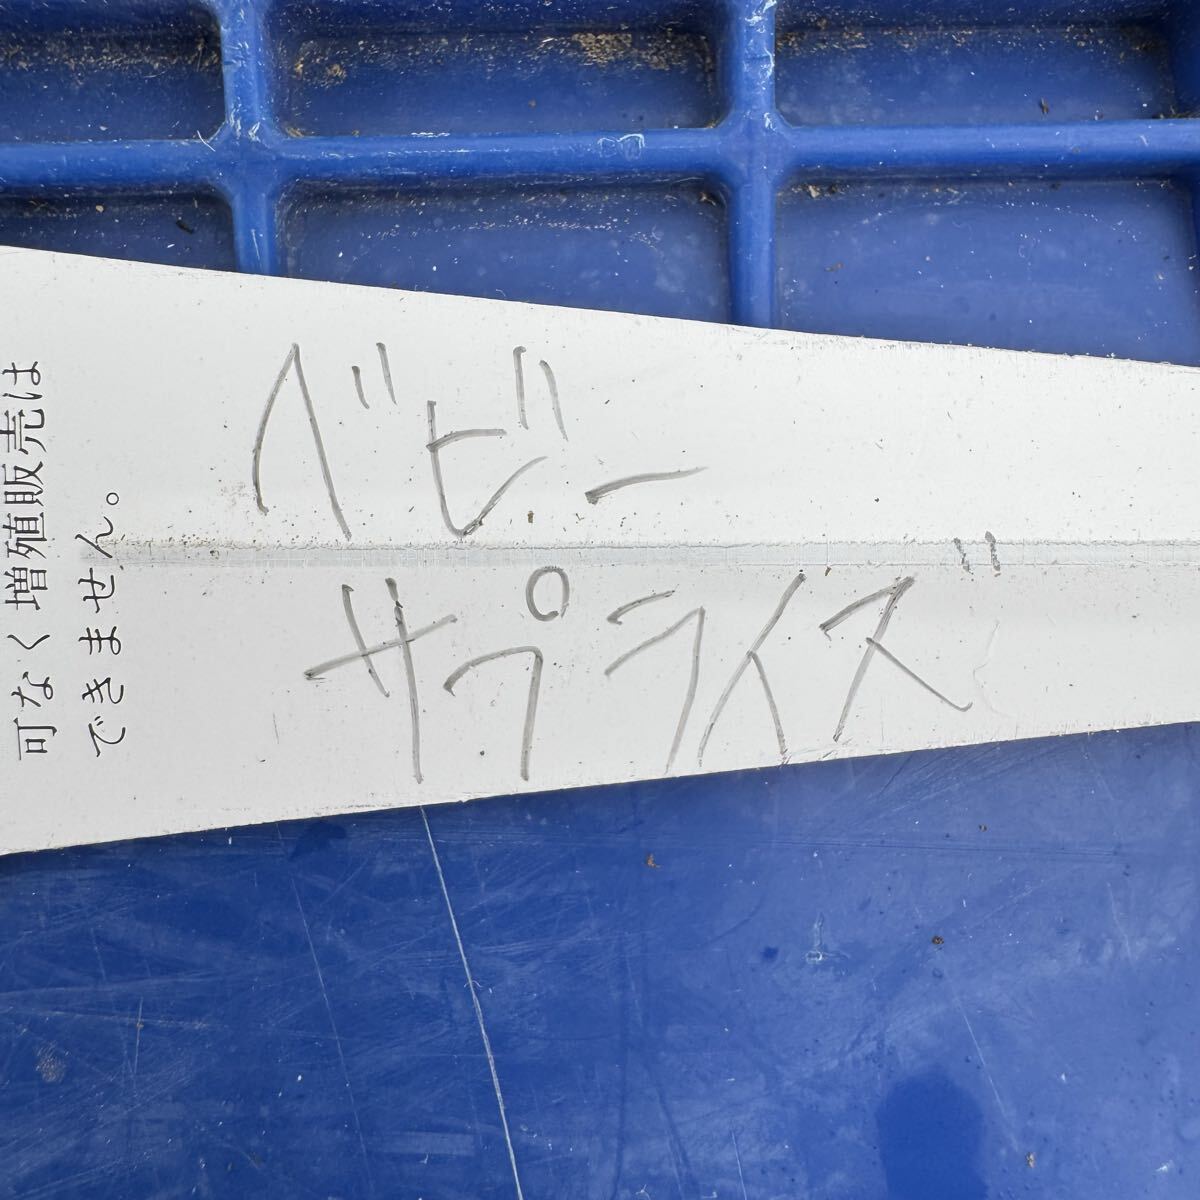 ベビー
サプライズ
可なく増殖販売は
できません。